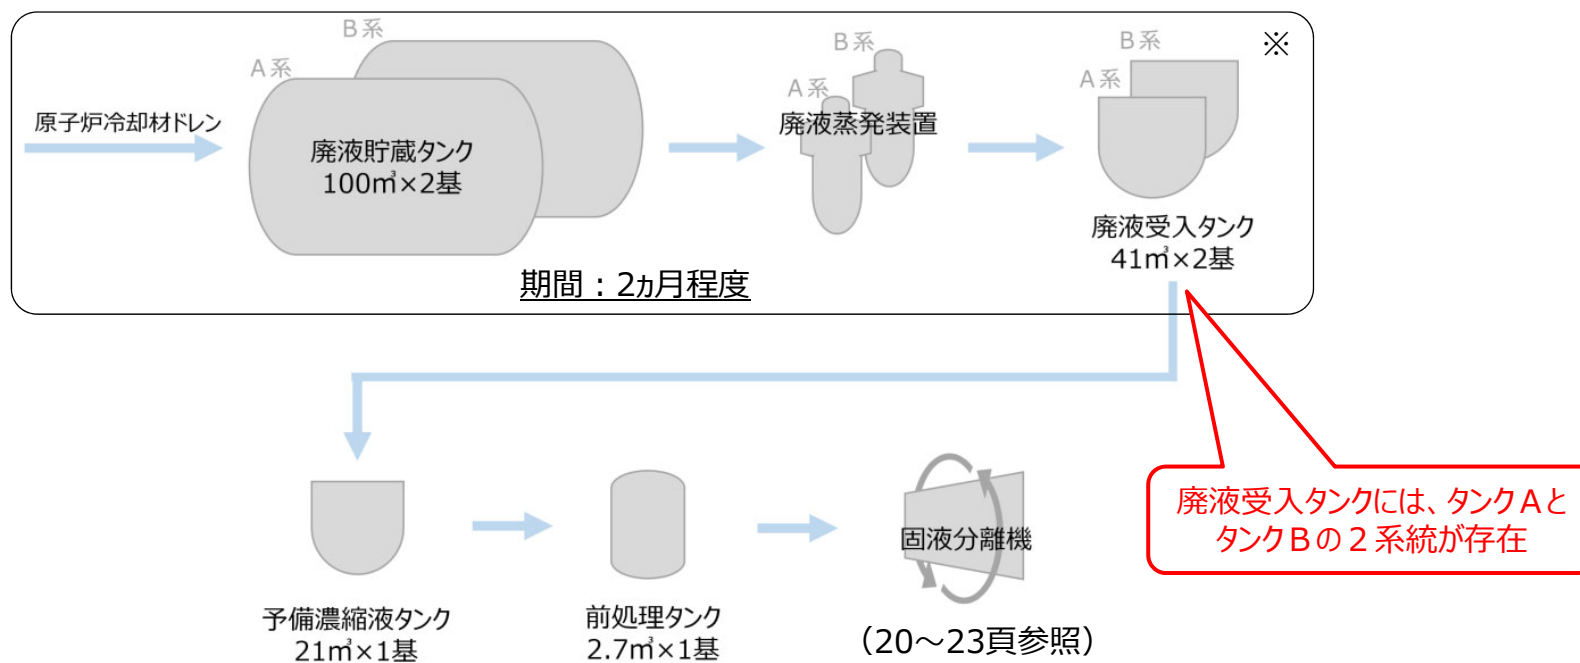 ※
B系
A系
原子炉冷却材ドレン
廃液貯蔵タンク
100㎥×2基
B系
A系
廃液蒸発装置
B系
A系
廃液受入タンク
41㎥×2基
期間：2ヵ月程度
廃液受入タンクには、タンクAと
タンクBの2系統が存在
予備濃縮液タンク
21㎥×1基
前処理タンク
2.7㎥×1基
固液分離機
（20～23頁参照）